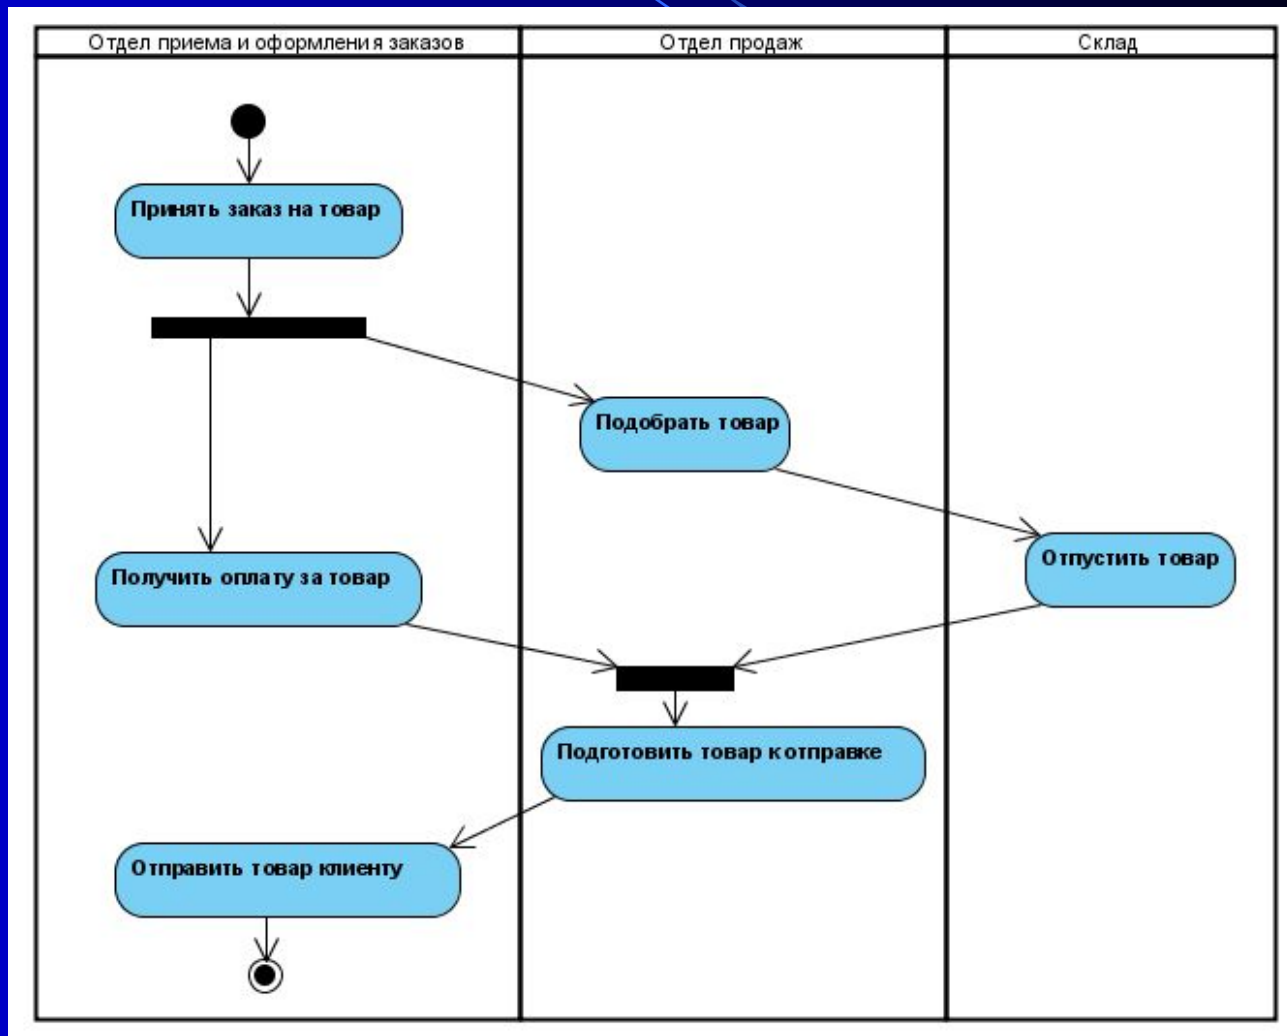 Отдел приема и оформления заказов
Отдел продаж
Склад
Принять заказ на товар
Подобрать товар
Отпустить товар
Получить оплату за товар
Подготовить товар к отправке
Отправить товар клиенту